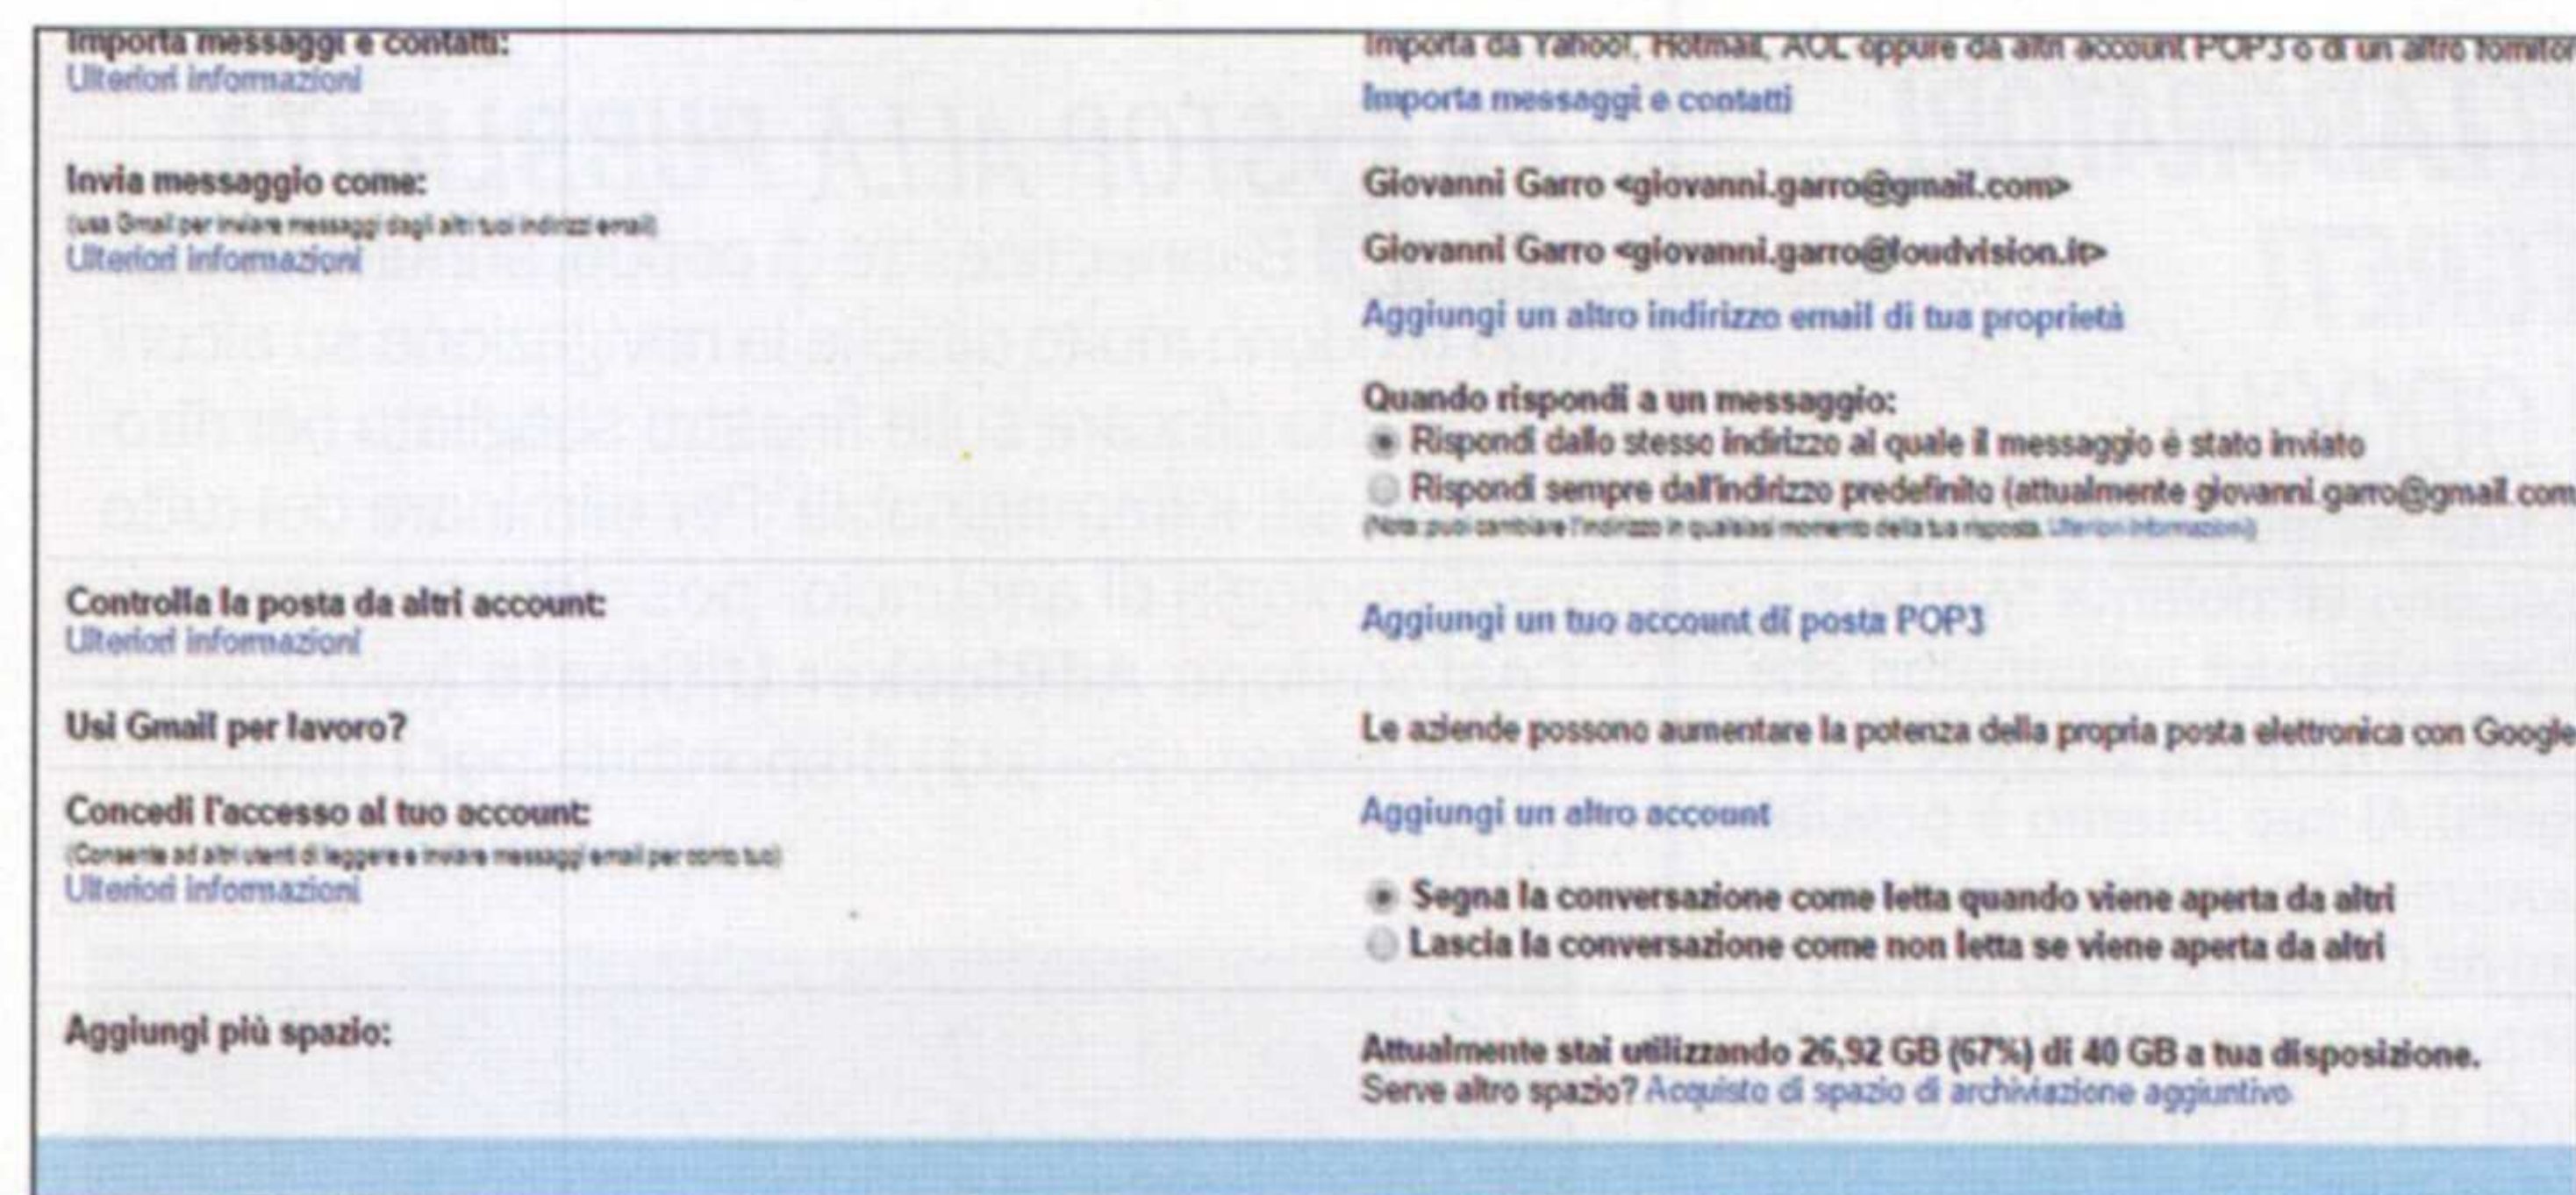 Importa messaggi e contatti:
Ulteriori informazioni
Importa da Yahoo!, Hotmail, AOL oppure da altri account POP3 o di un altro fornitor
Importa messaggi e contatti
Invia messaggio come:
(usa Gmail per inviare messaggi dagli altri tuoi indirizzi email)
Ulteriori informazioni
Giovanni Garro <giovanni.garro@gmail.com>
Giovanni Garro <giovanni.garro@loudvision.it>
Aggiungi un altro indirizzo email di tua proprietà
Quando rispondi a un messaggio:
Rispondi dallo stesso indirizzo al quale il messaggio è stato inviato
Rispondi sempre dall'indirizzo predefinito (attualmente giovanni.garro@gmail.com
(Nota: puoi cambiare l'indirizzo in qualsiasi momento della tua risposta. Ulteriori informazioni)
Controlla la posta da altri account:
Ulteriori informazioni
Aggiungi un tuo account di posta POP3
Usi Gmail per lavoro?
Le aziende possono aumentare la potenza della propria posta elettronica con Google
Concedi l'accesso al tuo account:
(Consente ad altri utenti di leggere e inviare messaggi email per conto tuo)
Ulteriori informazioni
Aggiungi un altro account
Segna la conversazione come letta quando viene aperta da altri
Lascia la conversazione come non letta se viene aperta da altri
Aggiungi più spazio:
Attualmente stai utilizzando 26,92 GB (67%) di 40 GB a tua disposizione.
Serve altro spazio? Acquisto di spazio di archiviazione aggiuntivo